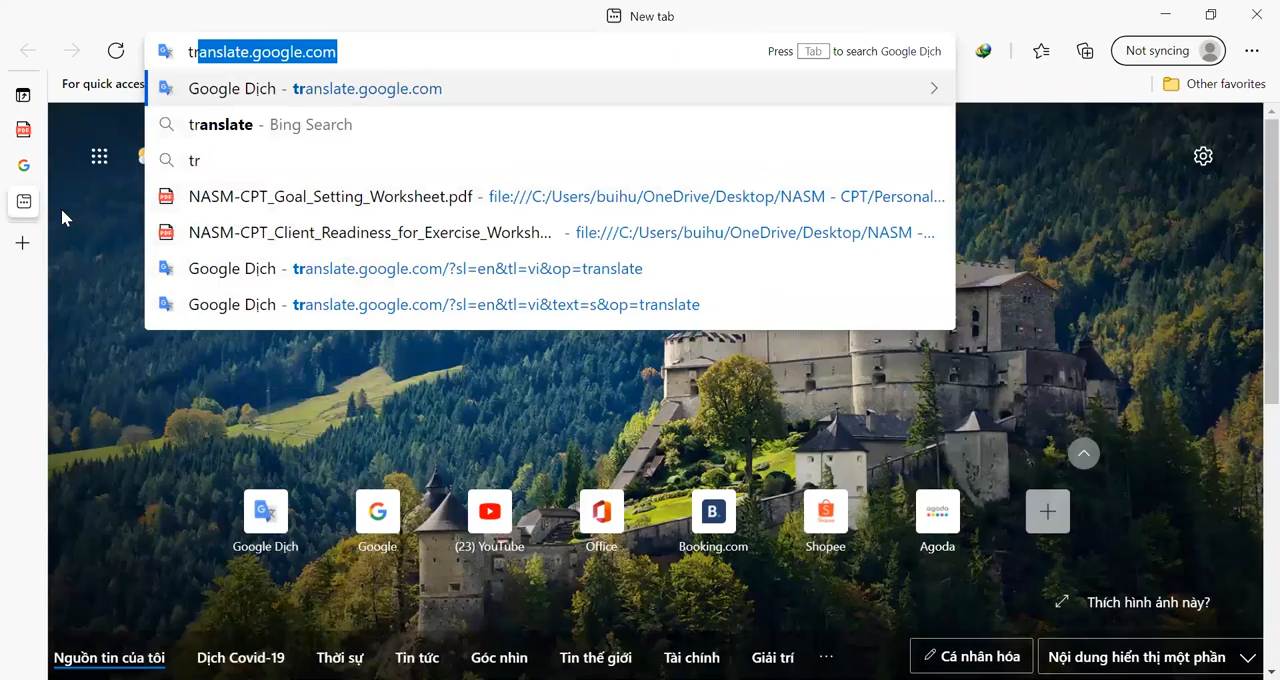 New tab
translate.google.com
Press Tab to search Google Dịch
Not syncing
For quick acces
Other favorites
Google Dịch - translate.google.com
translate - Bing Search
tr
NASM-CPT_Goal_Setting_Worksheet.pdf - file:///C:/Users/buihu/OneDrive/Desktop/NASM - CPT/Personal...
NASM-CPT_Client_Readiness_for_Exercise_Worksh... - file:///C:/Users/buihu/OneDrive/Desktop/NASM -...
Google Dịch - translate.google.com/?sl=en&tl=vi&op=translate
Google Dịch - translate.google.com/?sl=en&tl=vi&text=s&op=translate
B.
agoda
Google Dịch
Google
(23) YouTube
Office
Booking.com
Shopee
Agoda
Thích hình ảnh này?
Nguồn tin của tôi
Dịch Covid-19
Thời sự
Tin tức
Góc nhìn
Tin thế giới
Tài chính
Giải trí
...
Cá nhân hóa
Nội dung hiển thị một phần